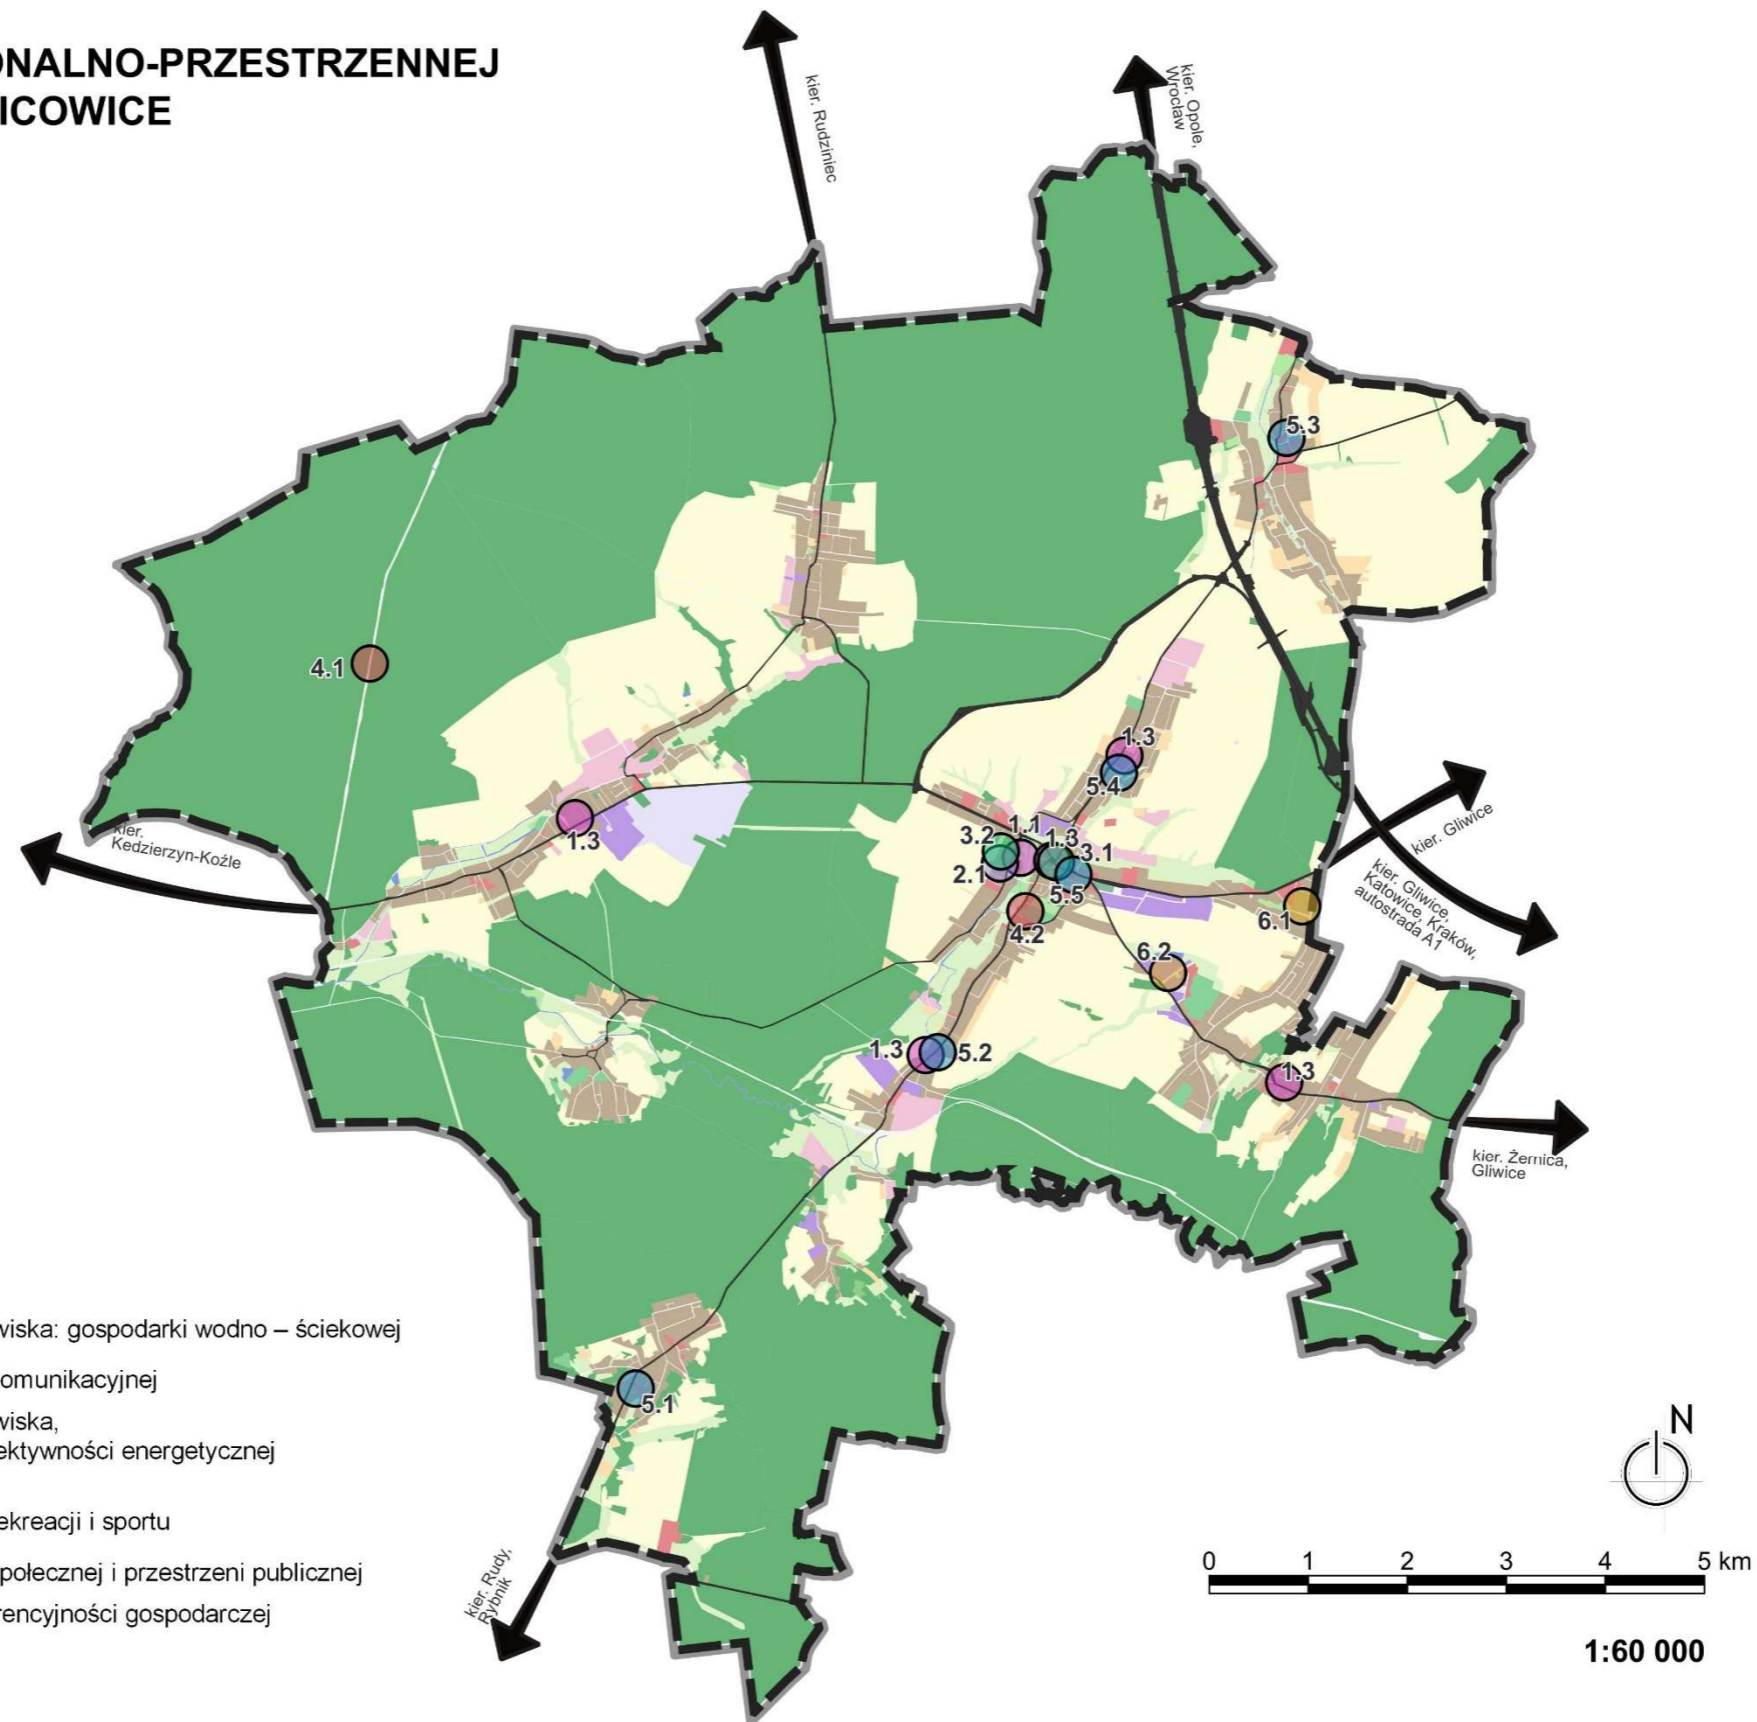 ONALNO-PRZESTRZENNEJ
ICOWICE
kier. Rudziniec
kier. Opole,
Wrocław
5.3
4.1
1.3
5.4
1.3
3.2
1.1
1.3
3.1
2.1
5.5
4.2
6.1
6.2
1.3
5.2
1.3
5.1
kier.
Kedzierzyn-Koźle
kier. Gliwice
kier. Gliwice,
Katowice, Kraków,
autostrada A1
kier. Żernica,
Gliwice
kier. Rudy,
Rybnik
wiska: gospodarki wodno – ściekowej
omunikacyjnej
wiska,
ektywności energetycznej
ekreacji i sportu
połecznej i przestrzeni publicznej
rencyjności gospodarczej
N
0 1 2 3 4 5 km
1:60 000